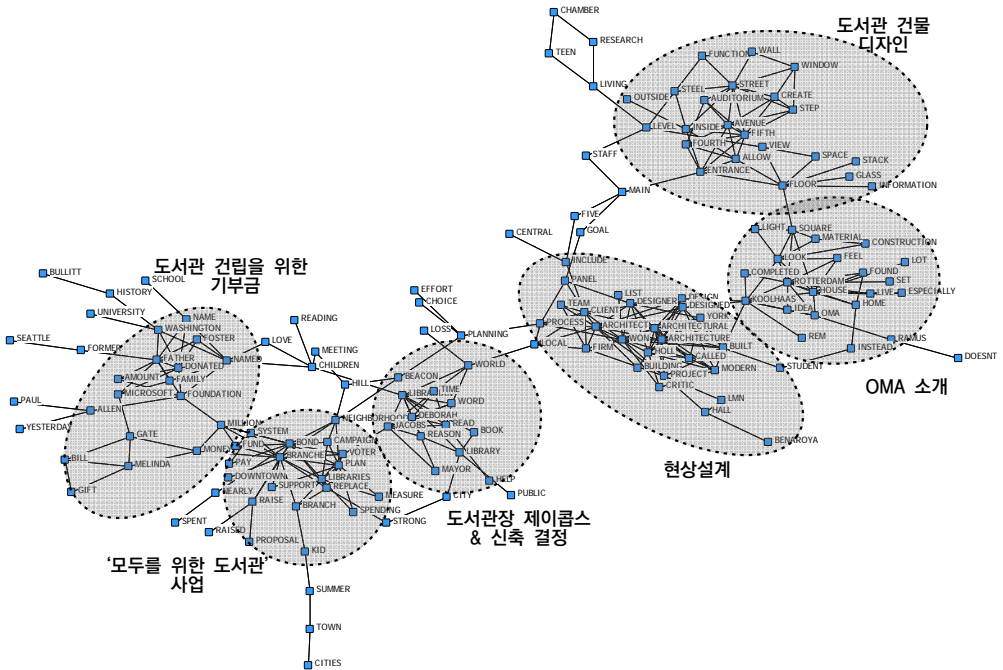 CHAMBER
도서관 건물
디자인
RESEARCH
TEEN
FUNCTION
WALL
WINDOW
LIVING
STEEL
STREET
OUTSIDE
AUDITORIUM
CREATE
STEP
LEVEL
INSIDE
AVENUE
FIFTH
FOURTH
VIEW
STAFF
ALLOW
SPACE
STACK
ENTRANCE
GLASS
FLOOR
INFORMATION
MAIN
FIVE
GOAL
CENTRAL
LIGHT
SQUARE
MATERIAL
CONSTRUCTION
INCLUDE
LOOK
FEEL
LOT
COMPLETED
FOUND
PANEL
ROTTERDAM
SET
HOUSE
LIVE
ESPECIALLY
KOOLHAAS
IDEA
HOME
OMA
REM
INSTEAD
RAMUS
DOESNT
OMA 소개
도서관 건립을 위한
기부금
BULLITT
SCHOOL
HISTORY
UNIVERSITY
NAME
WASHINGTON
SEATTLE
FORMER
FOSTER
FATHER
NAMED
DONATED
AMOUNT
FAMILY
MICROSOFT
FOUNDATION
PAUL
ALLEN
YESTERDAY
GATE
MILLION
BILL
MELINDA
MONEY
GIFT
READING
LOVE
MEETING
CHILDREN
HILL
EFFORT
CHOICE
LOSS
PLANNING
PROCESS
LOCAL
WORLD
BEACON
TIME
WORD
NEIGHBORHOOD
DEBORAH
JACOBS
READ
REASON
BOOK
LIBRARY
MAYOR
HELP
CITY
PUBLIC
STRONG
도서관장 제이콥스
& 신축 결정
LIST
TEAM
DESIGNER
DESIGN
DESIGNED
CLIENT
YORK
ARCHITECT
ARCHITECTURAL
WON
ARCHITECTURE
FIRM
HOLL
BUILT
CALLED
BUILDING
MODERN
STUDENT
PROJECT
CRITIC
LMN
HALL
BENAROYA
현상설계
SYSTEM
FUND
BOND
CAMPAIGN
BRANCHE
VOTER
PAY
PLAN
DOWNTOWN
LIBRARIES
SUPPORT
REPLACE
NEARLY
MEASURE
RAISE
BRANCH
SPENDING
SPENT
RAISED
PROPOSAL
KID
'모두를 위한 도서관'
사업
SUMMER
TOWN
CITIES